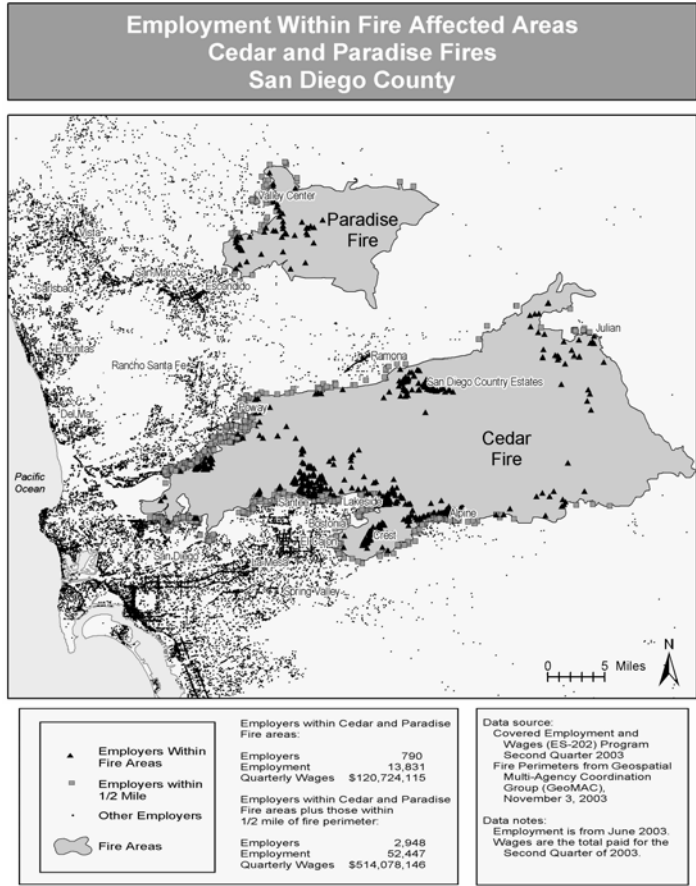 Employment Within Fire Affected Areas
Cedar and Paradise Fires
San Diego County
Valley Center
Paradise
Fire
Vista
San Marcos
Escondido
Carlsbad
Encinitas
Rancho Santa Fe
Ramona
Julian
San Diego Country Estates
Del Mar
Poway
Cedar
Fire
Pacific
Ocean
Santee
Lakeside
Alpine
Bostonia
Crest
San Diego
La Mesa
Spring Valley
0 5 Miles
N
Employers Within
Fire Areas
Employers within
1/2 Mile
Other Employers
Fire Areas
Employers within Cedar and Paradise
Fire areas:
Employers 790
Employment 13,831
Quarterly Wages $120,724,115
Employers within Cedar and Paradise
Fire areas plus those within
1/2 mile of fire perimeter:
Employers 2,948
Employment 52,447
Quarterly Wages $514,078,146
Data source:
Covered Employment and
Wages (ES-202) Program
Second Quarter 2003
Fire Perimeters from Geospatial
Multi-Agency Coordination
Group (GeoMAC),
November 3, 2003
Data notes:
Employment is from June 2003.
Wages are the total paid for the
Second Quarter of 2003.